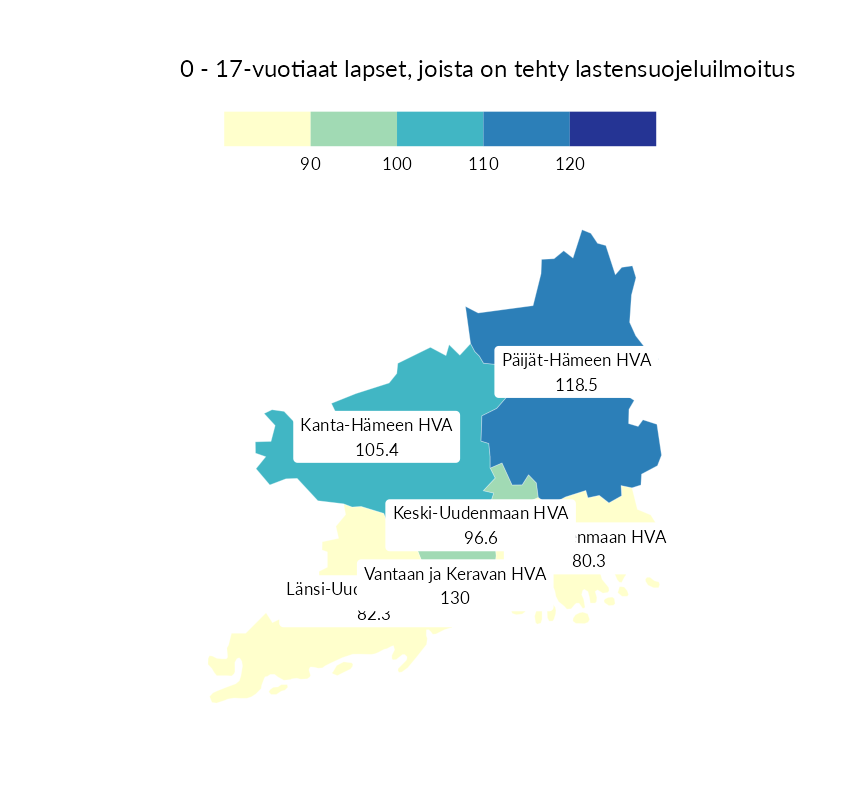 0 - 17-vuotiaat lapset, joista on tehty lastensuojeluilmoitus
90 100 110 120
Päijät-Hämeen HVA
118.5
Kanta-Hämeen HVA
105.4
Keski-Uudenmaan HVA
96.6
nmaan HVA
80.3
Vantaan ja Keravan HVA
130
Länsi-Uud
82.3